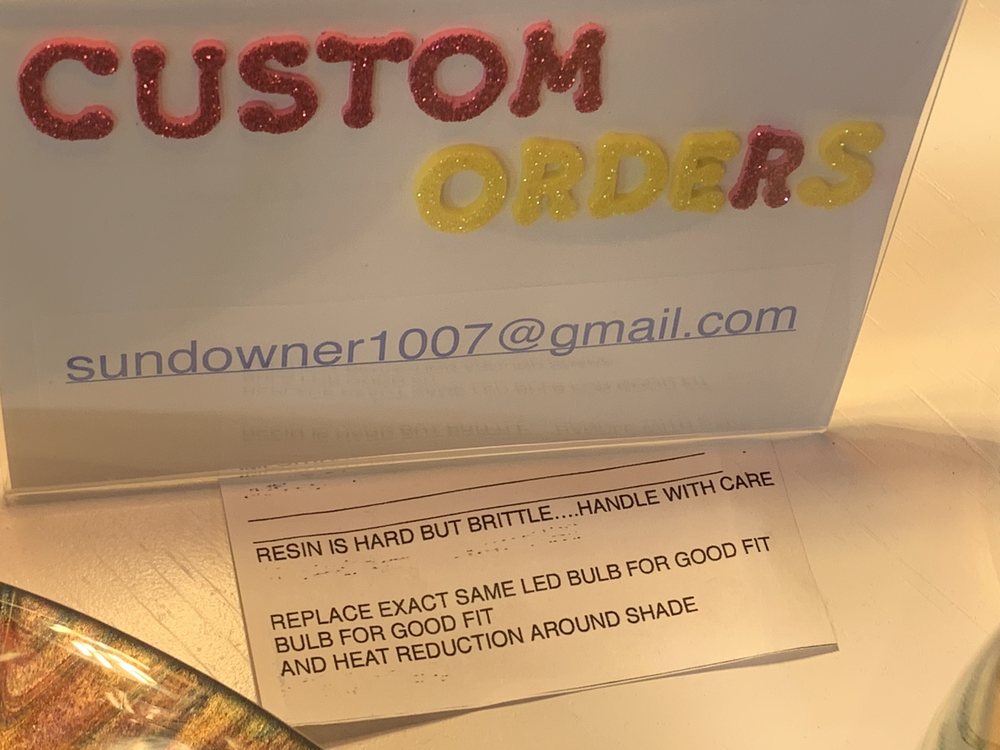 CUSTOM
ORDERS
sundowner1007@gmail.com
RESIN IS HARD BUT BRITTLE....HANDLE WITH CARE
REPLACE EXACT SAME LED BULB FOR GOOD FIT
BULB FOR GOOD FIT
AND HEAT REDUCTION AROUND SHADE